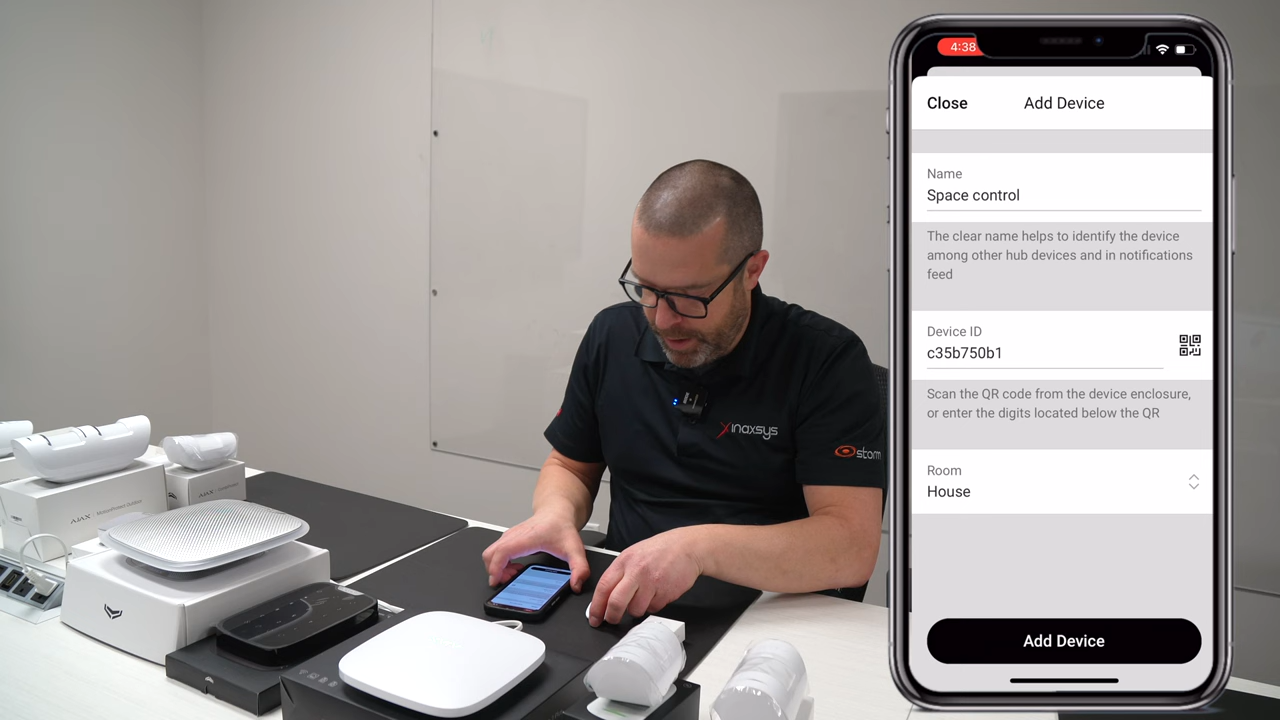 4:38
Close
Add Device
Name
Space control
The clear name helps to identify the device
among other hub devices and in notifications
feed
Device ID
c35b750b1
Scan the QR code from the device enclosure,
or enter the digits located below the QR
Room
House
Add Device
inaxsys
storm
AJAX
AJAX